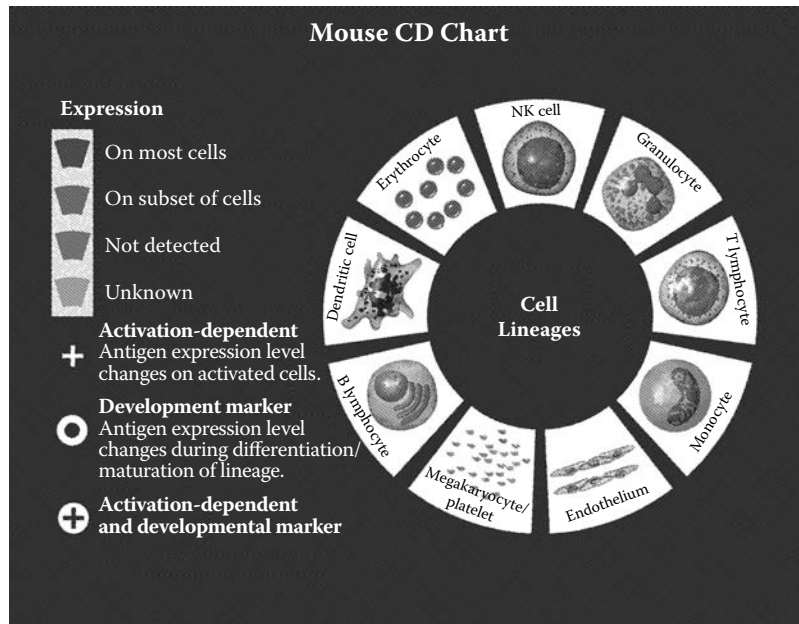 Mouse CD Chart
Expression
On most cells
On subset of cells
Not detected
Unknown
Activation-dependent
Antigen expression level
changes on activated cells.
Development marker
Antigen expression level
changes during differentiation/
maturation of lineage.
Activation-dependent
and developmental marker
NK cell
Granulocyte
T lymphocyte
Monocyte
Endothelium
Megakaryocyte/
platelet
B lymphocyte
Dendritic cell
Erythrocyte
Cell
Lineages